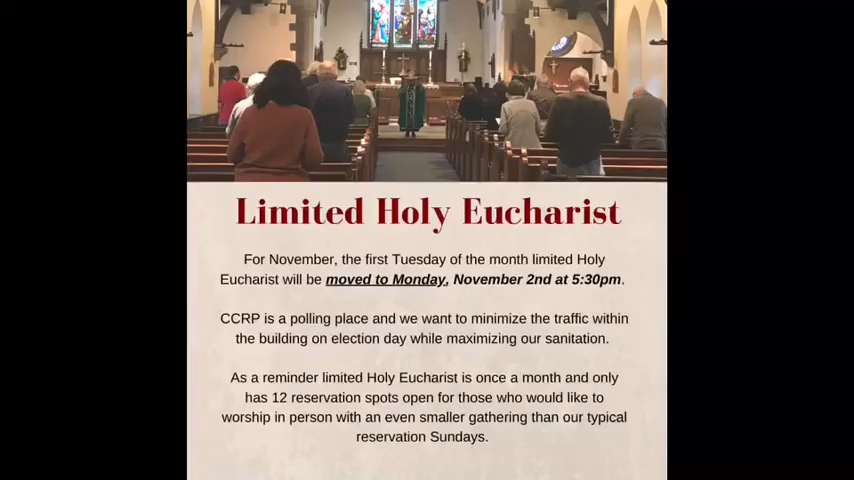 Limited Holy Eucharist
For November, the first Tuesday of the month limited Holy
Eucharist will be moved to Monday, November 2nd at 5:30pm.
CCRP is a polling place and we want to minimize the traffic within
the building on election day while maximizing our sanitation.
As a reminder limited Holy Eucharist is once a month and only
has 12 reservation spots open for those who would like to
worship in person with an even smaller gathering than our typical
reservation Sundays.